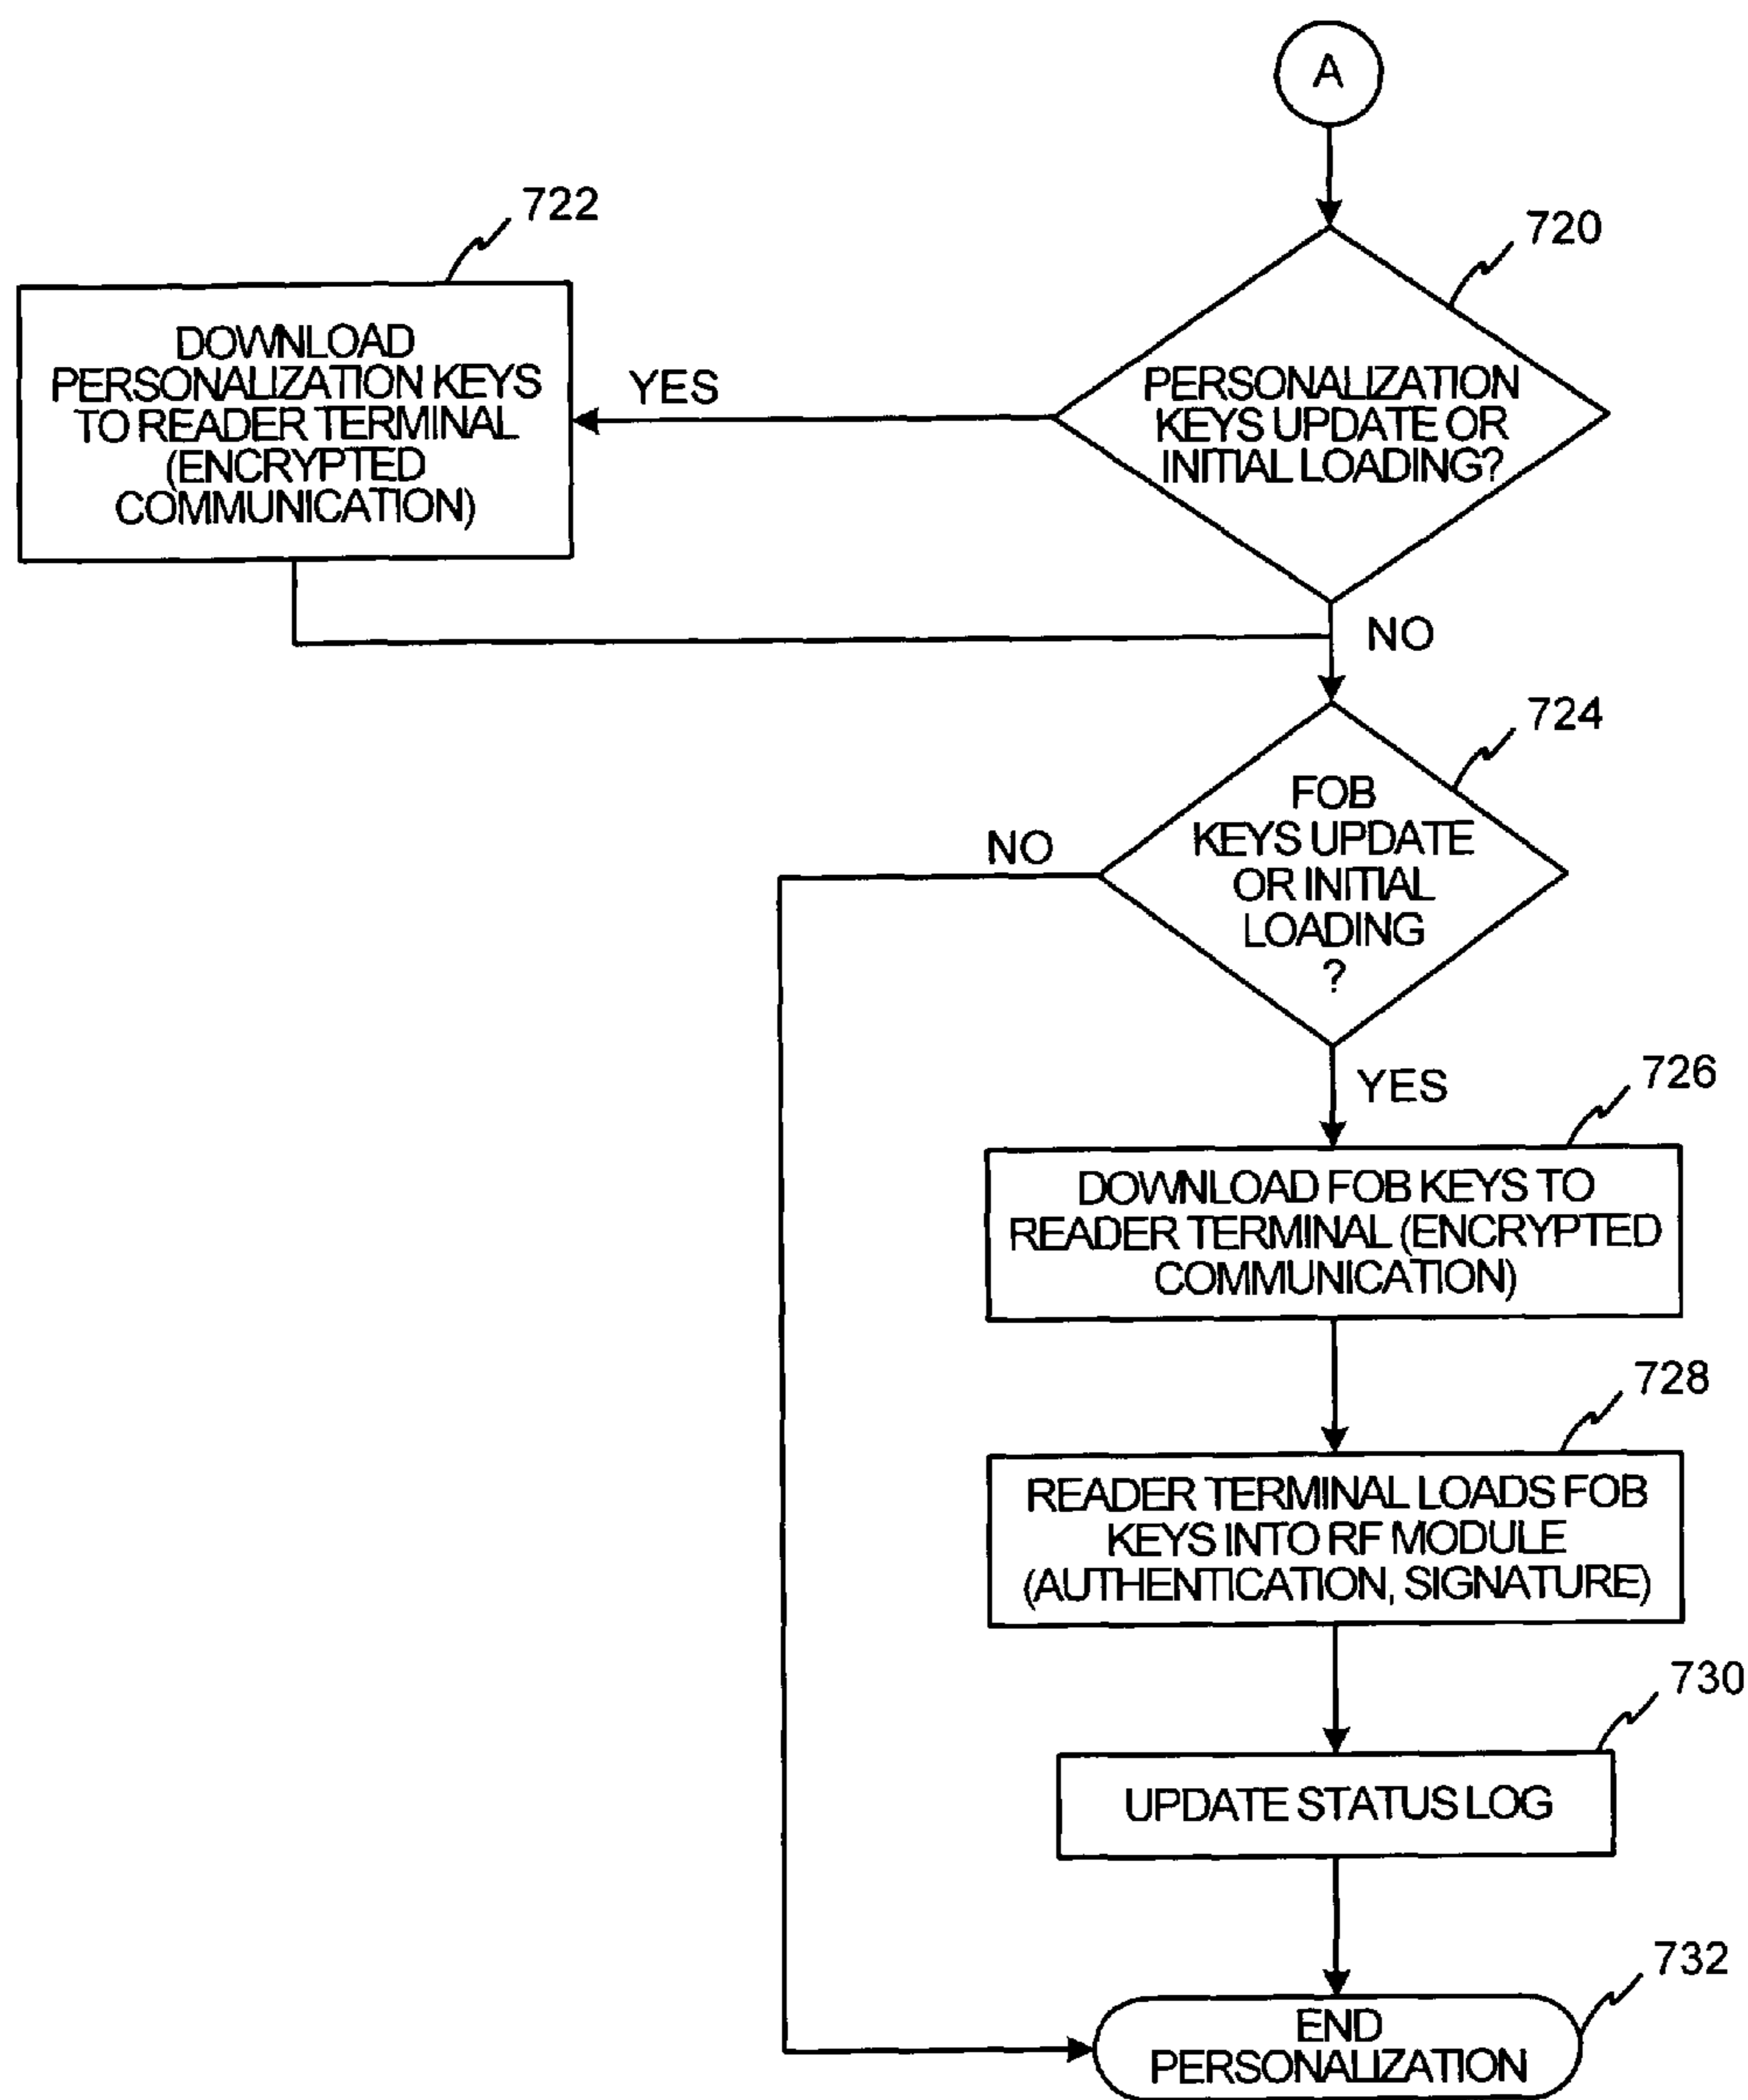 A
720
722
DOWNLOAD
PERSONALIZATION KEYS
TO READER TERMINAL
(ENCRYPTED
COMMUNICATION)
YES
PERSONALIZATION
KEYS UPDATE OR
INITIAL LOADING?
NO
724
FOB
KEYS UPDATE
OR INITIAL
LOADING
?
NO
YES
726
DOWNLOAD FOB KEYS TO
READER TERMINAL (ENCRYPTED
COMMUNICATION)
728
READER TERMINAL LOADS FOB
KEYS INTO RF MODULE
(AUTHENTICATION, SIGNATURE)
730
UPDATE STATUS LOG
732
END
PERSONALIZATION